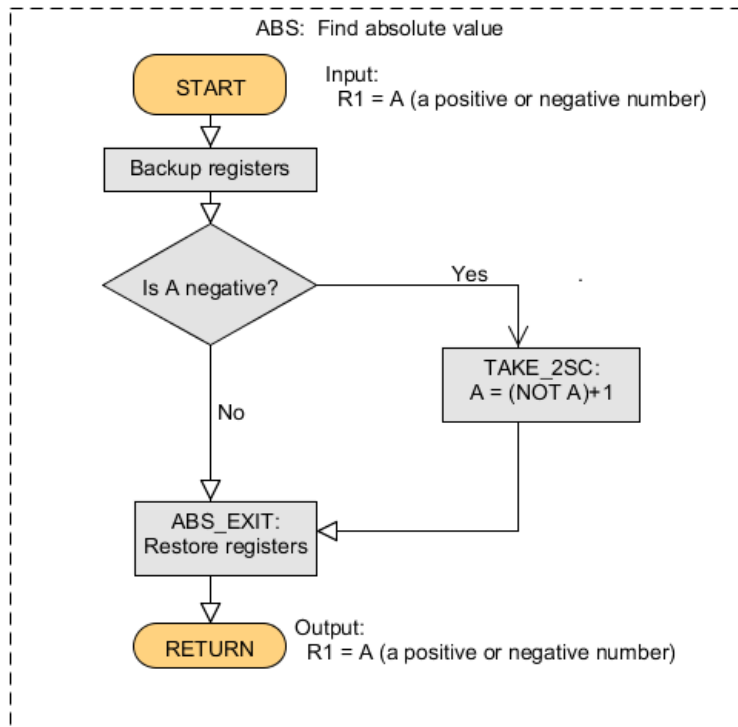 ABS:  Find absolute value
START
Input:
R1 = A (a positive or negative number)
Backup registers
Is A negative?
Yes
TAKE_2SC:
A = (NOT A)+1
No
ABS_EXIT:
Restore registers
RETURN
Output:
R1 = A (a positive or negative number)